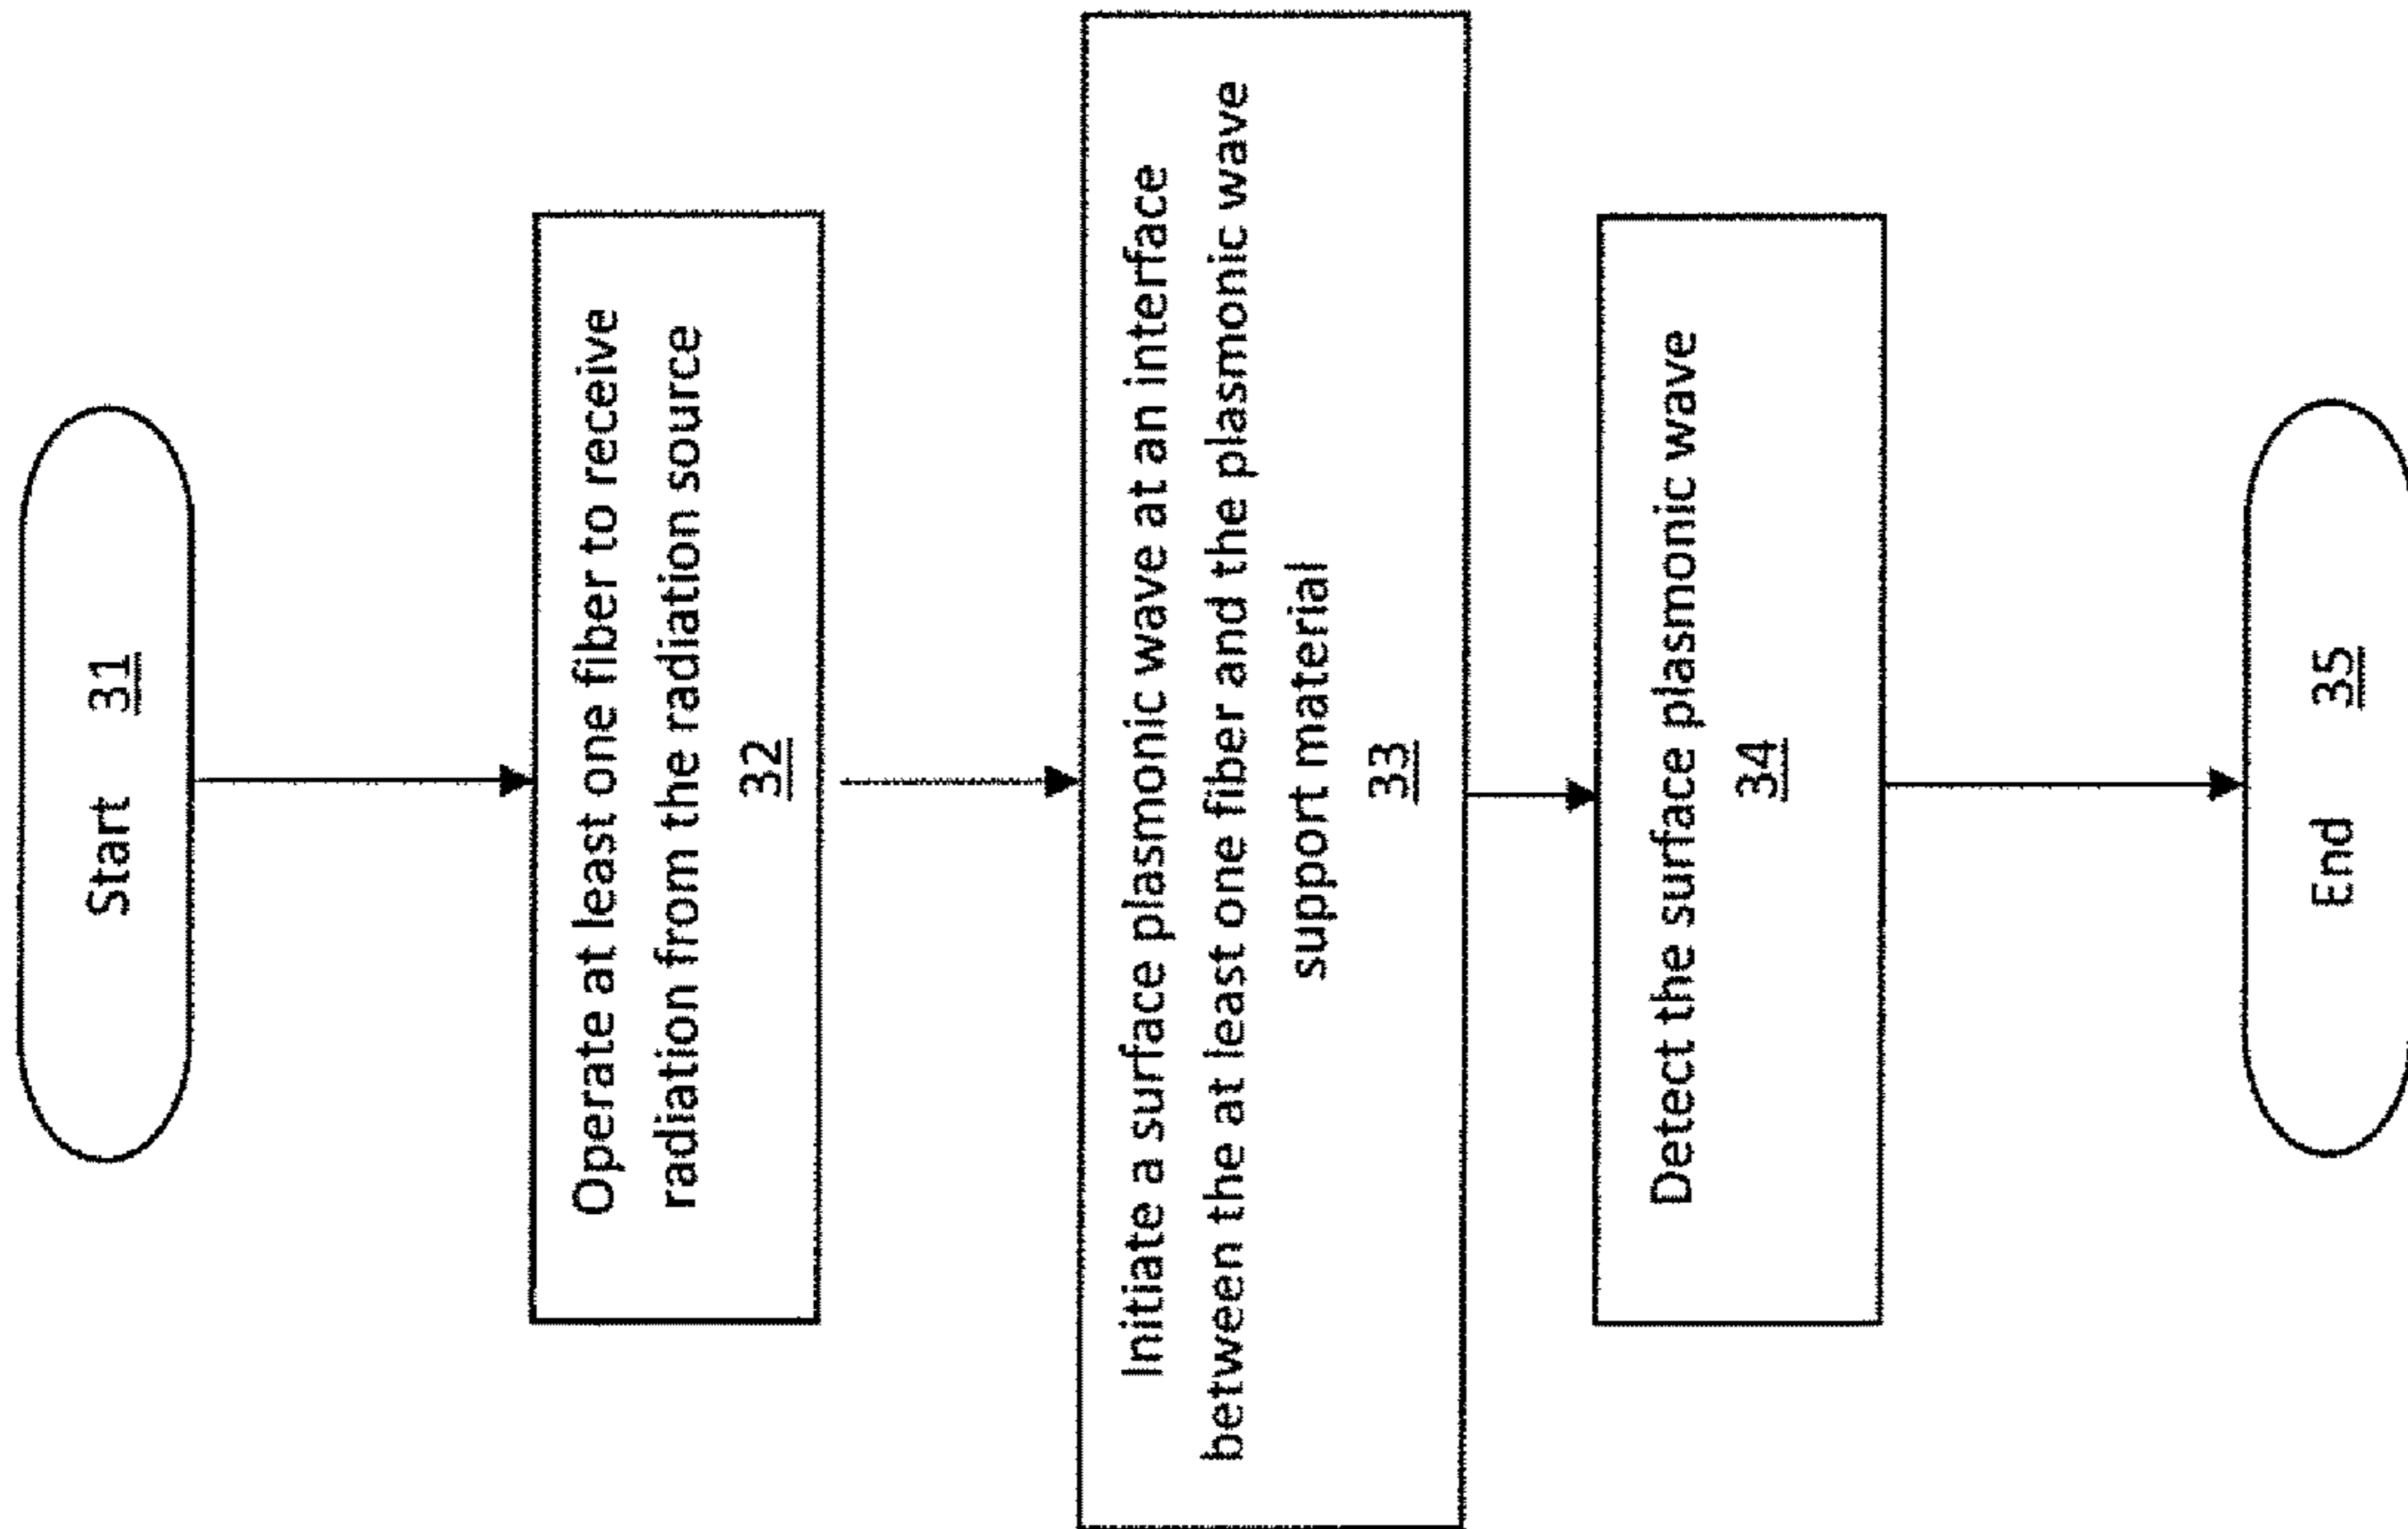 Start 31
Operate at least one fiber to receive
radiation from the radiation source
32
Initiate a surface plasmonic wave at an interface
between the at least one fiber and the plasmonic wave
support material
33
Detect the surface plasmonic wave
34
End 35